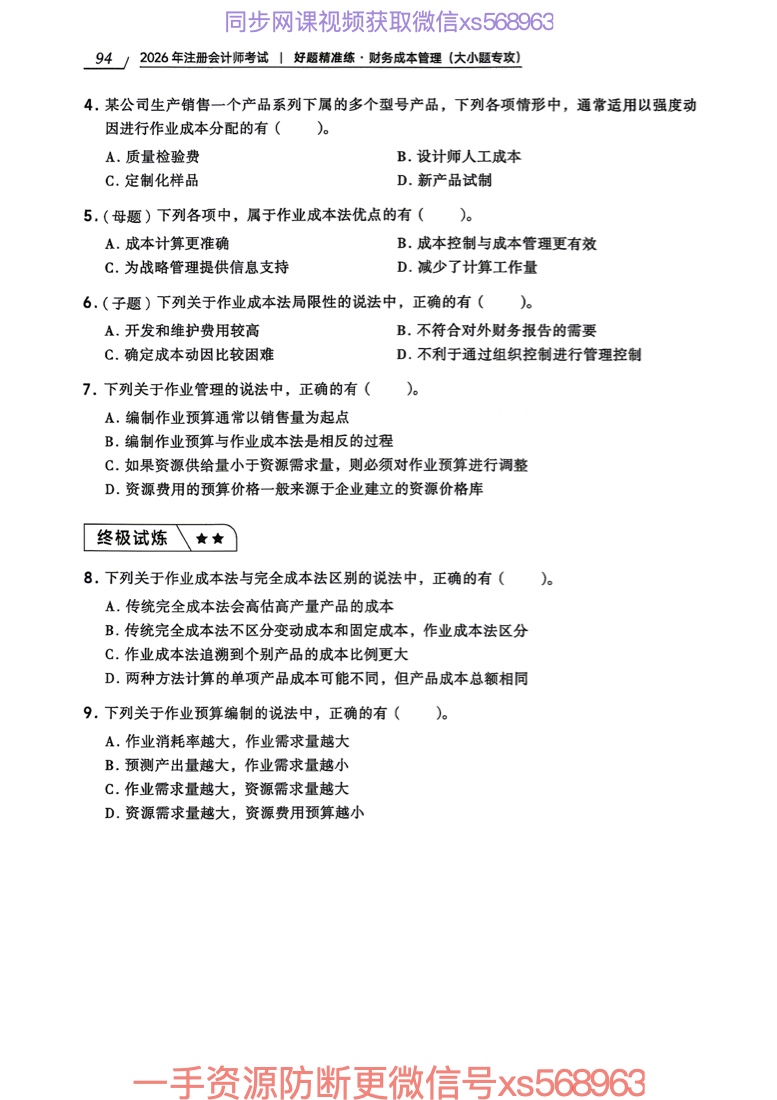 同步网课视频获取微信xs568963
94 2026年注册会计师考试 | 好题精准练·财务成本管理（大小题专攻）
4. 某公司生产销售一个产品系列下属的多个型号产品，下列各项情形中，通常适用以强度动
因进行作业成本分配的有（　　）。
A. 质量检验费　　B. 设计师人工成本
C. 定制化样品　　D. 新产品试制
5.（母题）下列各项中，属于作业成本法优点的有（　　）。
A. 成本计算更准确　　B. 成本控制与成本管理更有效
C. 为战略管理提供信息支持　　D. 减少了计算工作量
6.（子题）下列关于作业成本法局限性的说法中，正确的有（　　）。
A. 开发和维护费用较高　　B. 不符合对外财务报告的需要
C. 确定成本动因比较困难　　D. 不利于通过组织控制进行管理控制
7. 下列关于作业管理的说法中，正确的有（　　）。
A. 编制作业预算通常以销售量为起点
B. 编制作业预算与作业成本法是相反的过程
C. 如果资源供给量小于资源需求量，则必须对作业预算进行调整
D. 资源费用的预算价格一般来源于企业建立的资源价格库
终极试炼 ★★
8. 下列关于作业成本法与完全成本法区别的说法中，正确的有（　　）。
A. 传统完全成本法会高估高产量产品的成本
B. 传统完全成本法不区分变动成本和固定成本，作业成本法区分
C. 作业成本法追溯到个别产品的成本比例更大
D. 两种方法计算的单项产品成本可能不同，但产品成本总额相同
9. 下列关于作业预算编制的说法中，正确的有（　　）。
A. 作业消耗率越大，作业需求量越大
B. 预测产出量越大，作业需求量越小
C. 作业需求量越大，资源需求量越大
D. 资源需求量越大，资源费用预算越小
一手资源防断更微信号xs568963